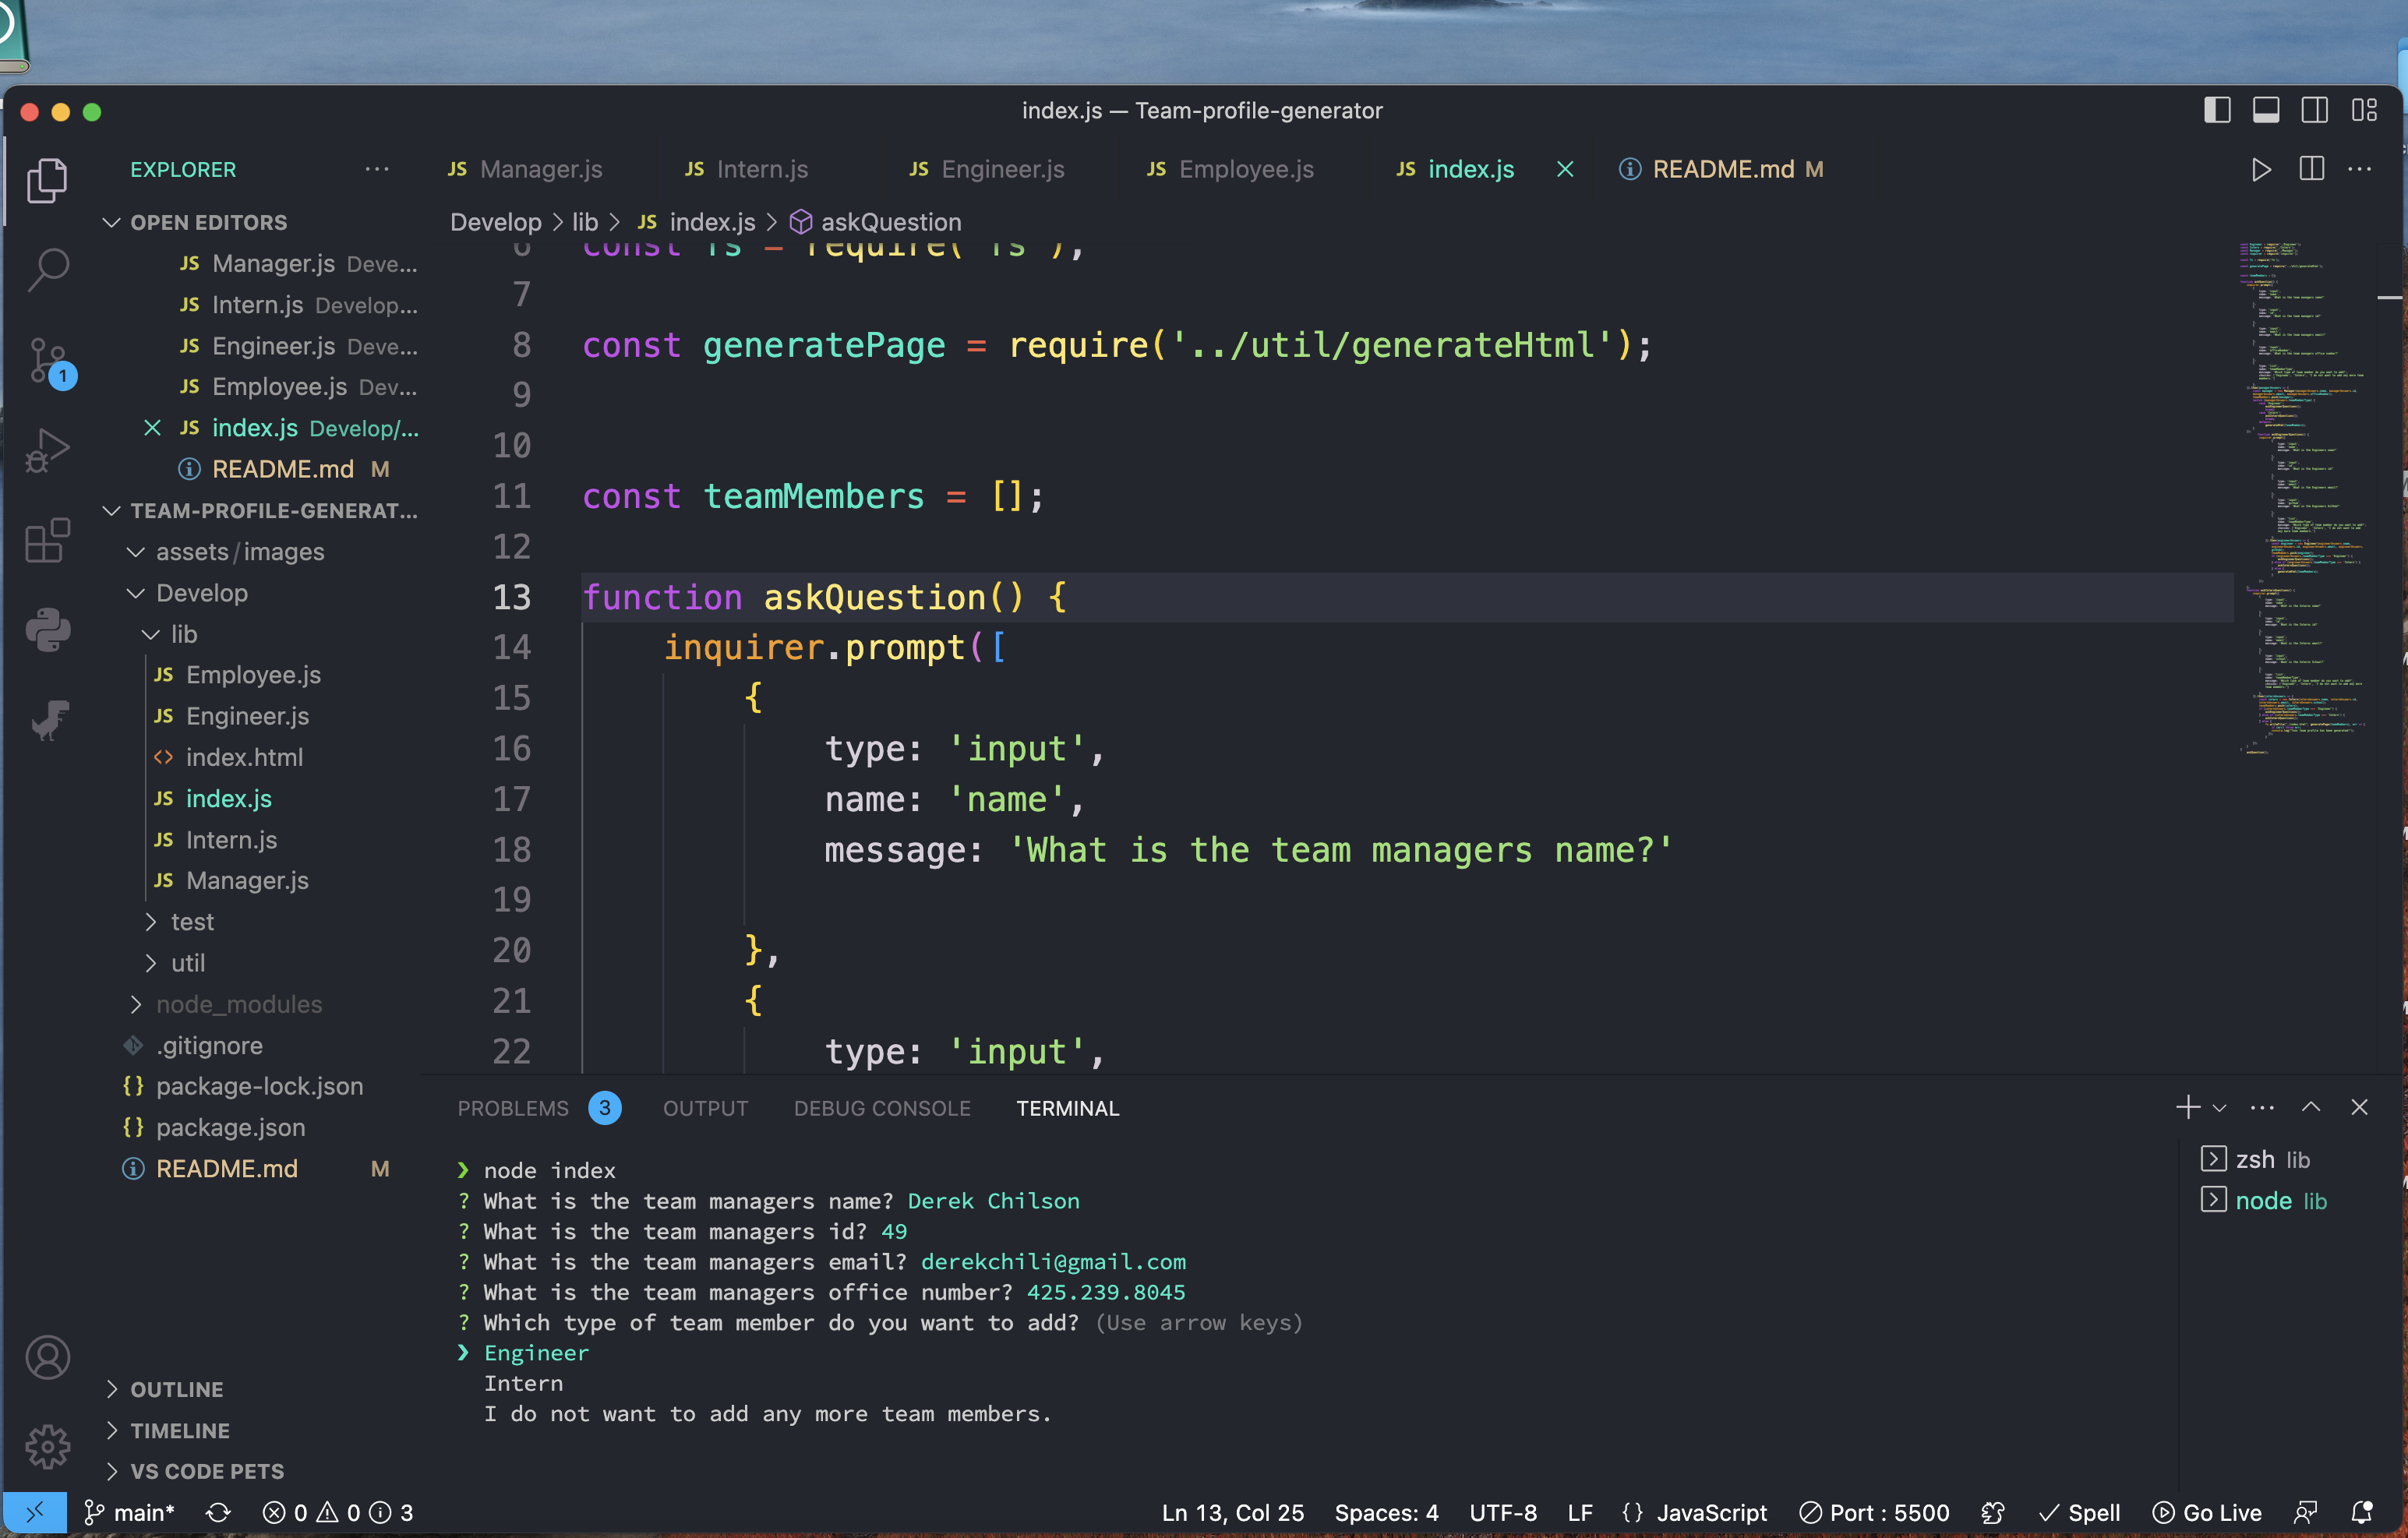 index.js — Team-profile-generator
EXPLORER
JS Manager.js
JS Intern.js
JS Engineer.js
JS Employee.js
JS index.js
README.md M
OPEN EDITORS
JS Manager.js Deve...
JS Intern.js Develop...
JS Engineer.js Deve...
JS Employee.js Dev...
JS index.js Develop/...
README.md M
TEAM-PROFILE-GENERAT...
assets/images
Develop
lib
JS Employee.js
JS Engineer.js
<> index.html
JS index.js
JS Intern.js
JS Manager.js
test
util
node_modules
.gitignore
{} package-lock.json
{} package.json
README.md M
OUTLINE
TIMELINE
VS CODE PETS
1
Develop > lib > JS index.js > askQuestion
6 const fs = require('fs');
7
8 const generatePage = require('../util/generateHtml');
9
10
11 const teamMembers = [];
12
13 function askQuestion() {
14 inquirer.prompt([
15 {
16 type: 'input',
17 name: 'name',
18 message: 'What is the team managers name?'
19
20 },
21 {
22 type: 'input',
PROBLEMS 3 OUTPUT DEBUG CONSOLE TERMINAL
❯ node index
? What is the team managers name? Derek Chilson
? What is the team managers id? 49
? What is the team managers email? derekchili@gmail.com
? What is the team managers office number? 425.239.8045
? Which type of team member do you want to add? (Use arrow keys)
❯ Engineer
Intern
I do not want to add any more team members.
zsh lib
node lib
main* 0 0 3
Ln 13, Col 25 Spaces: 4 UTF-8 LF {} JavaScript Port : 5500 Spell Go Live